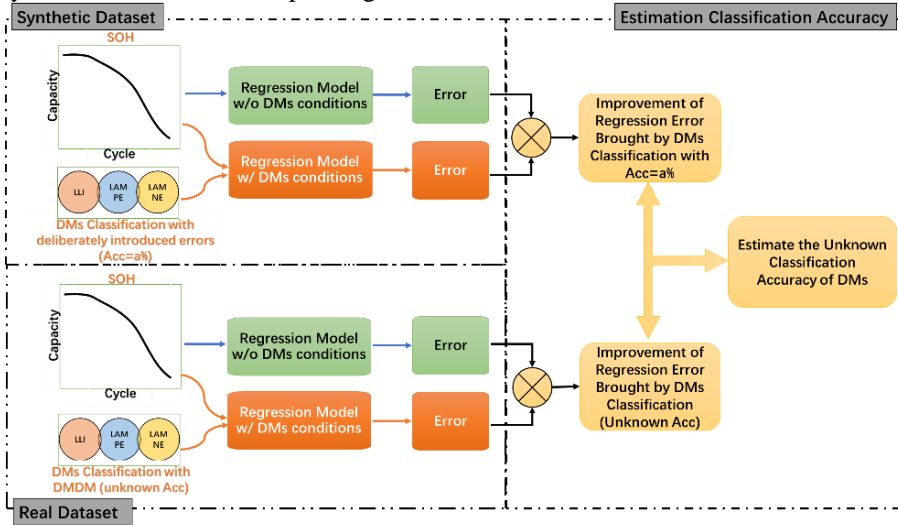 Synthetic Dataset
SOH
Capacity
Cycle
LLI
LAM
PE
LAM
NE
DMs Classification with
deliberately introduced errors
(Acc=a%)
Regression Model
w/o DMs conditions
Error
Regression Model
w/ DMs conditions
Error
SOH
Capacity
Cycle
LLI
LAM
PE
LAM
NE
DMs Classification with
DMDM (unknown Acc)
Regression Model
w/o DMs conditions
Error
Regression Model
w/ DMs conditions
Error
Real Dataset
Estimation Classification Accuracy
Improvement of
Regression Error
Brought by DMs
Classification with
Acc=a%
Estimate the Unknown
Classification
Accuracy of DMs
Improvement of
Regression Error
Brought by DMs
Classification
(Unknown Acc)